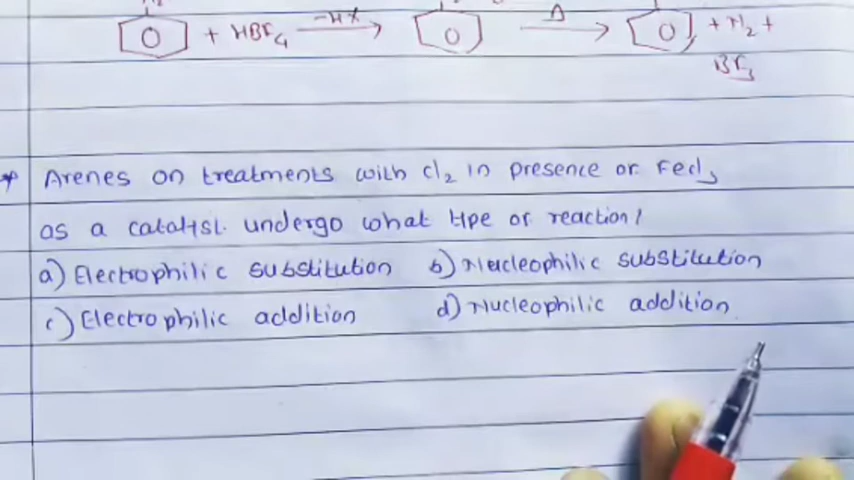 + HBF4 -HX → Δ → + N2 +
BF3
Arenes on treatments with Cl2 in presence or FeCl3
as a catalyst. undergo what type of reaction/
a) Electrophilic substitution b) Nucleophilic substitution
c) Electrophilic addition d) Nucleophilic addition